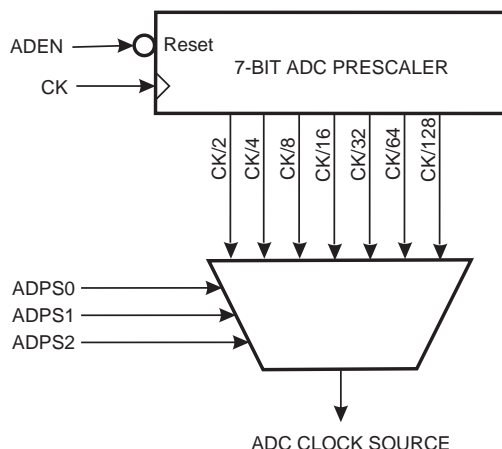 ADEN
Reset
7-BIT ADC PRESCALER
CK
CK/2
CK/4
CK/8
CK/16
CK/32
CK/64
CK/128
ADPS0
ADPS1
ADPS2
ADC CLOCK SOURCE